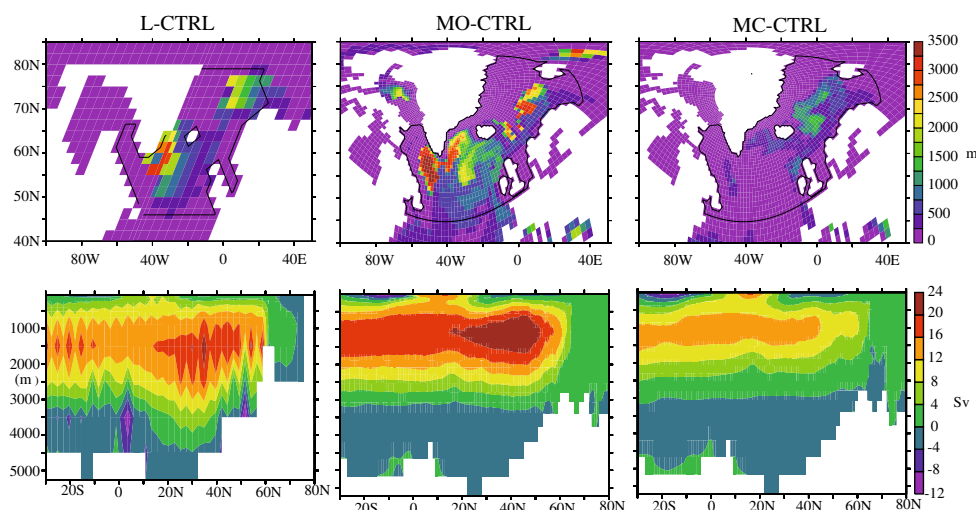 L-CTRL MO-CTRL MC-CTRL
80N
70N
60N
50N
40N
80W 40W 0 40E
80W 40W 0 40E
80W 40W 0 40E
3500
3000
2500
2000
1500
m
1000
500
0
1000
2000
(m)
3000
4000
5000
20S 0 20N 40N 60N 80N
20S 0 20N 40N 60N
20S 0 20N 40N 60N 80N
24
20
16
12
8
4
Sv
0
-4
-8
-12